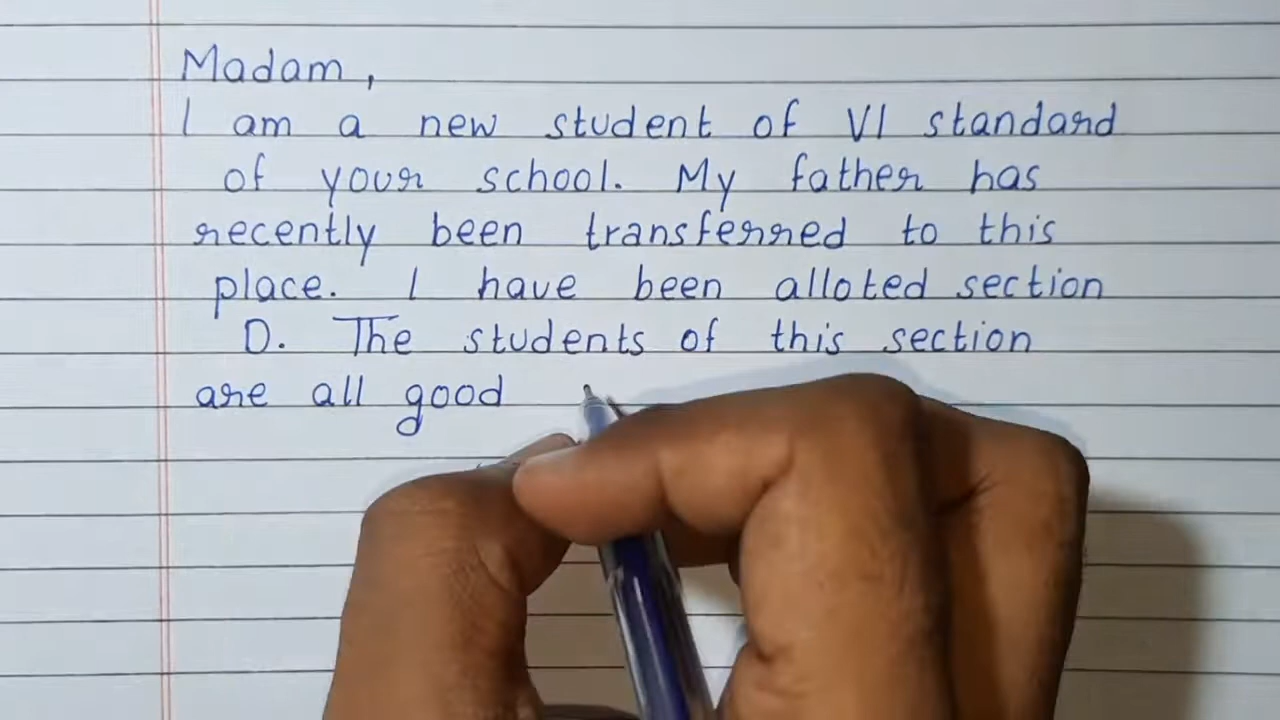 Madam,
I am a new student of VI standard
of your school. My father has
recently been transferred to this
place. I have been alloted section
D. The students of this section
are all good